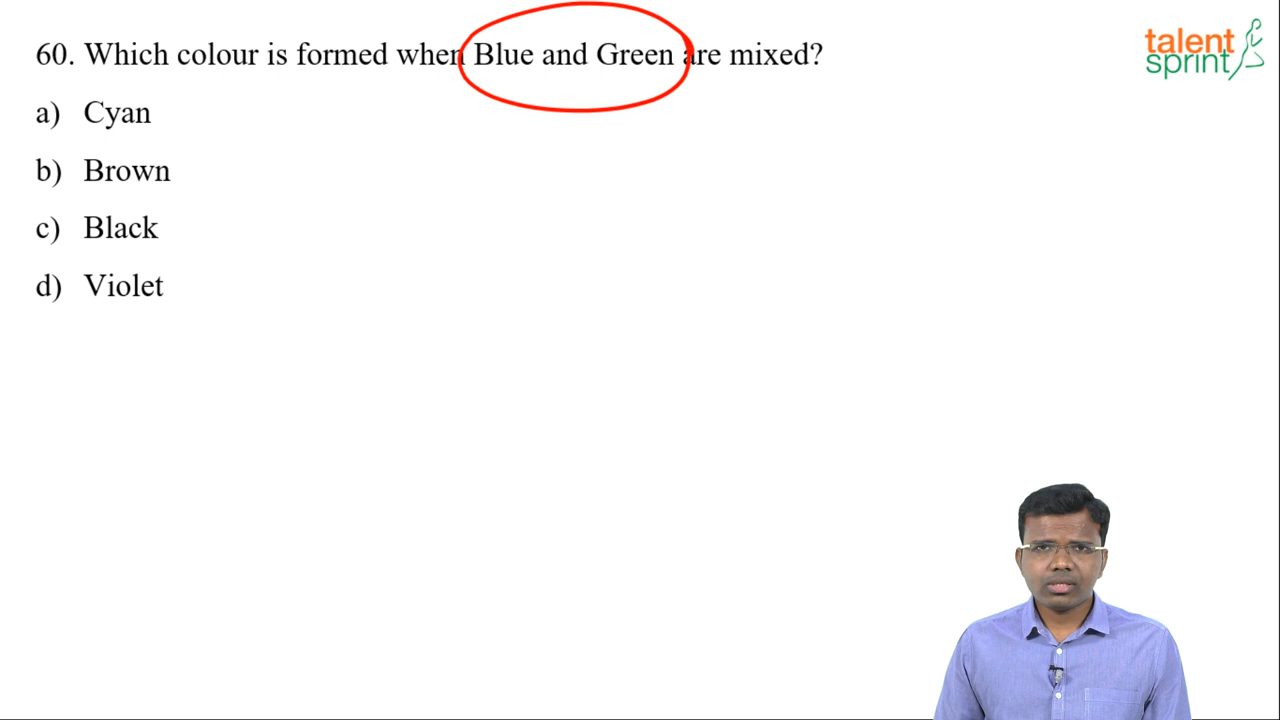 60. Which colour is formed when Blue and Green are mixed?
a) Cyan
b) Brown
c) Black
d) Violet
talent
sprint